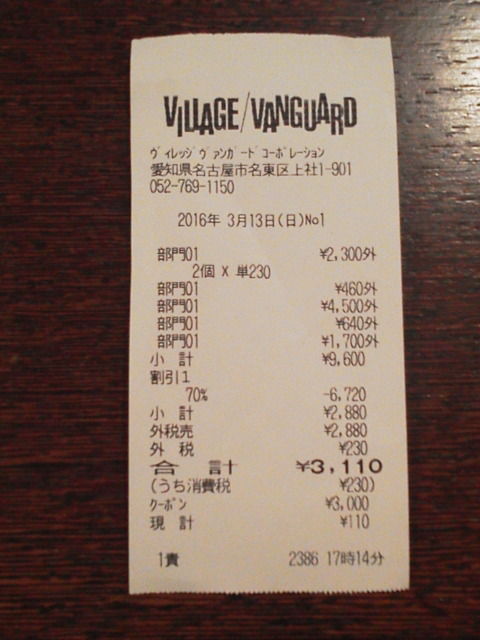 VILLAGE/VANGUARD
ヴィレッジヴァンガードコーポレーション
愛知県名古屋市名東区上社1-901
052-769-1150
2016年 3月13日(日)No1
部門01 ¥2,300外
2個 X 単230
部門01 ¥460外
部門01 ¥4,500外
部門01 ¥640外
部門01 ¥1,700外
小 計 ¥9,600
割引1
70% -6,720
小 計 ¥2,880
外税売 ¥2,880
外 税 ¥230
合 計 ¥3,110
(うち消費税 ¥230)
クーポン ¥3,000
現 計 ¥110
1責 2386 17時14分